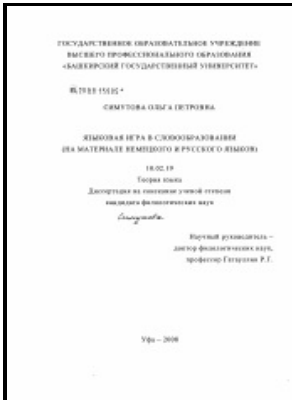 ГОСУДАРСТВЕННОЕ ОБРАЗОВАТЕЛЬНОЕ УЧРЕЖДЕНИЕ
ВЫСШЕГО ПРОФЕССИОНАЛЬНОГО ОБРАЗОВАНИЯ
«БАШКИРСКИЙ ГОСУДАРСТВЕННЫЙ УНИВЕРСИТЕТ»
СИМУТОВА ОЛЬГА ПЕТРОВНА
ЯЗЫКОВАЯ ИГРА В СЛОВООБРАЗОВАНИИ
(НА МАТЕРИАЛЕ НЕМЕЦКОГО И РУССКОГО ЯЗЫКОВ)
10.02.19
Теория языка
Диссертация на соискание ученой степени
кандидата филологических наук
Научный руководитель –
доктор филологических наук,
профессор Гатауллин Р.Г.
Уфа – 2008